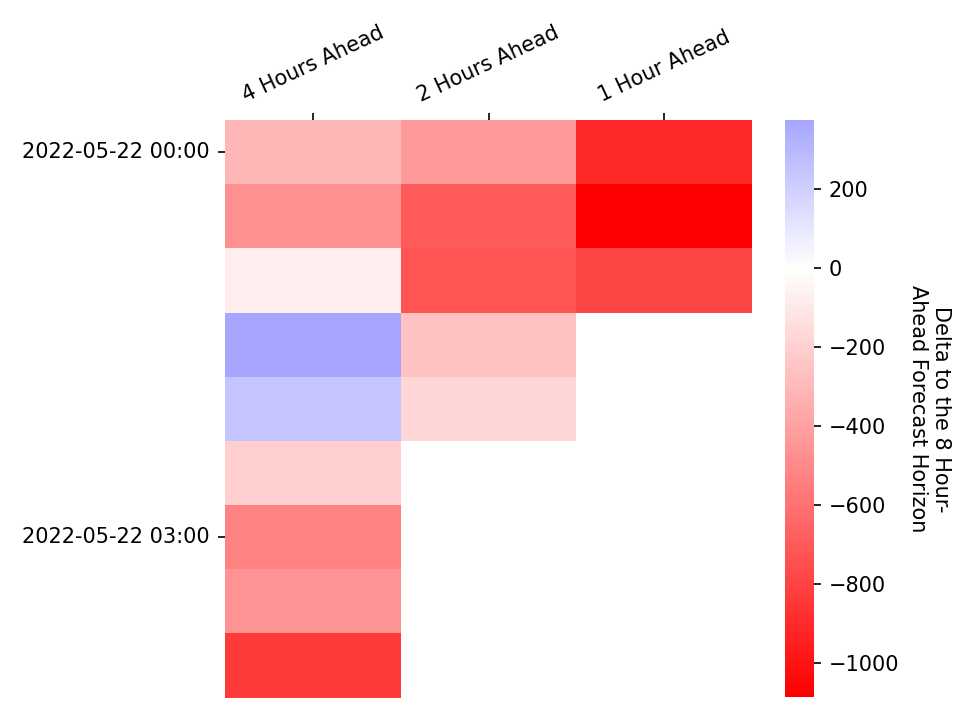 4 Hours Ahead
2 Hours Ahead
1 Hour Ahead
2022-05-22 00:00
2022-05-22 03:00
200
0
−200
−400
−600
−800
−1000
Delta to the 8 Hour-
Ahead Forecast Horizon